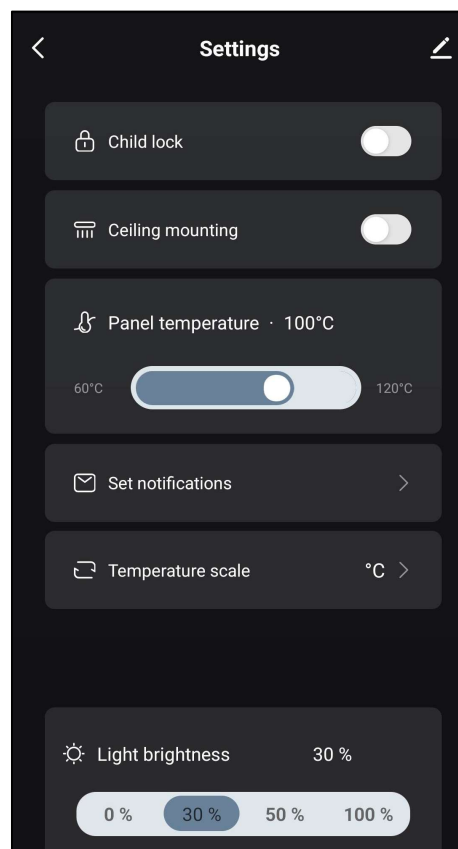 Settings
Child lock
Ceiling mounting
Panel temperature · 100°C
60°C 120°C
Set notifications
Temperature scale °C
Light brightness 30 %
0 % 30 % 50 % 100 %